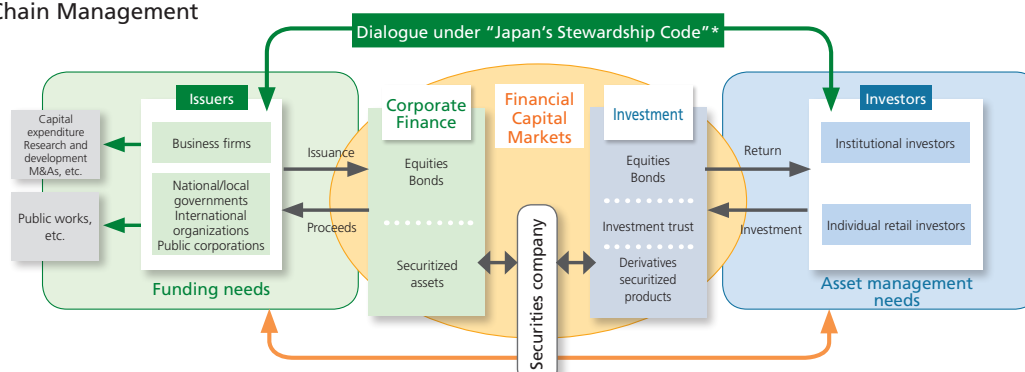 Chain Management
Dialogue under “Japan’s Stewardship Code”*
Issuers
Capital
expenditure
Research and
development
M&As, etc.
Public works,
etc.
Business firms
National/local
governments
International
organizations
Public corporations
Funding needs
Issuance
Proceeds
Corporate
Finance
Equities
Bonds
Securitized
assets
Financial
Capital
Markets
Securities company
Investment
Equities
Bonds
Investment trust
Derivatives
securitized
products
Return
Investment
Investors
Institutional investors
Individual retail investors
Asset management
needs